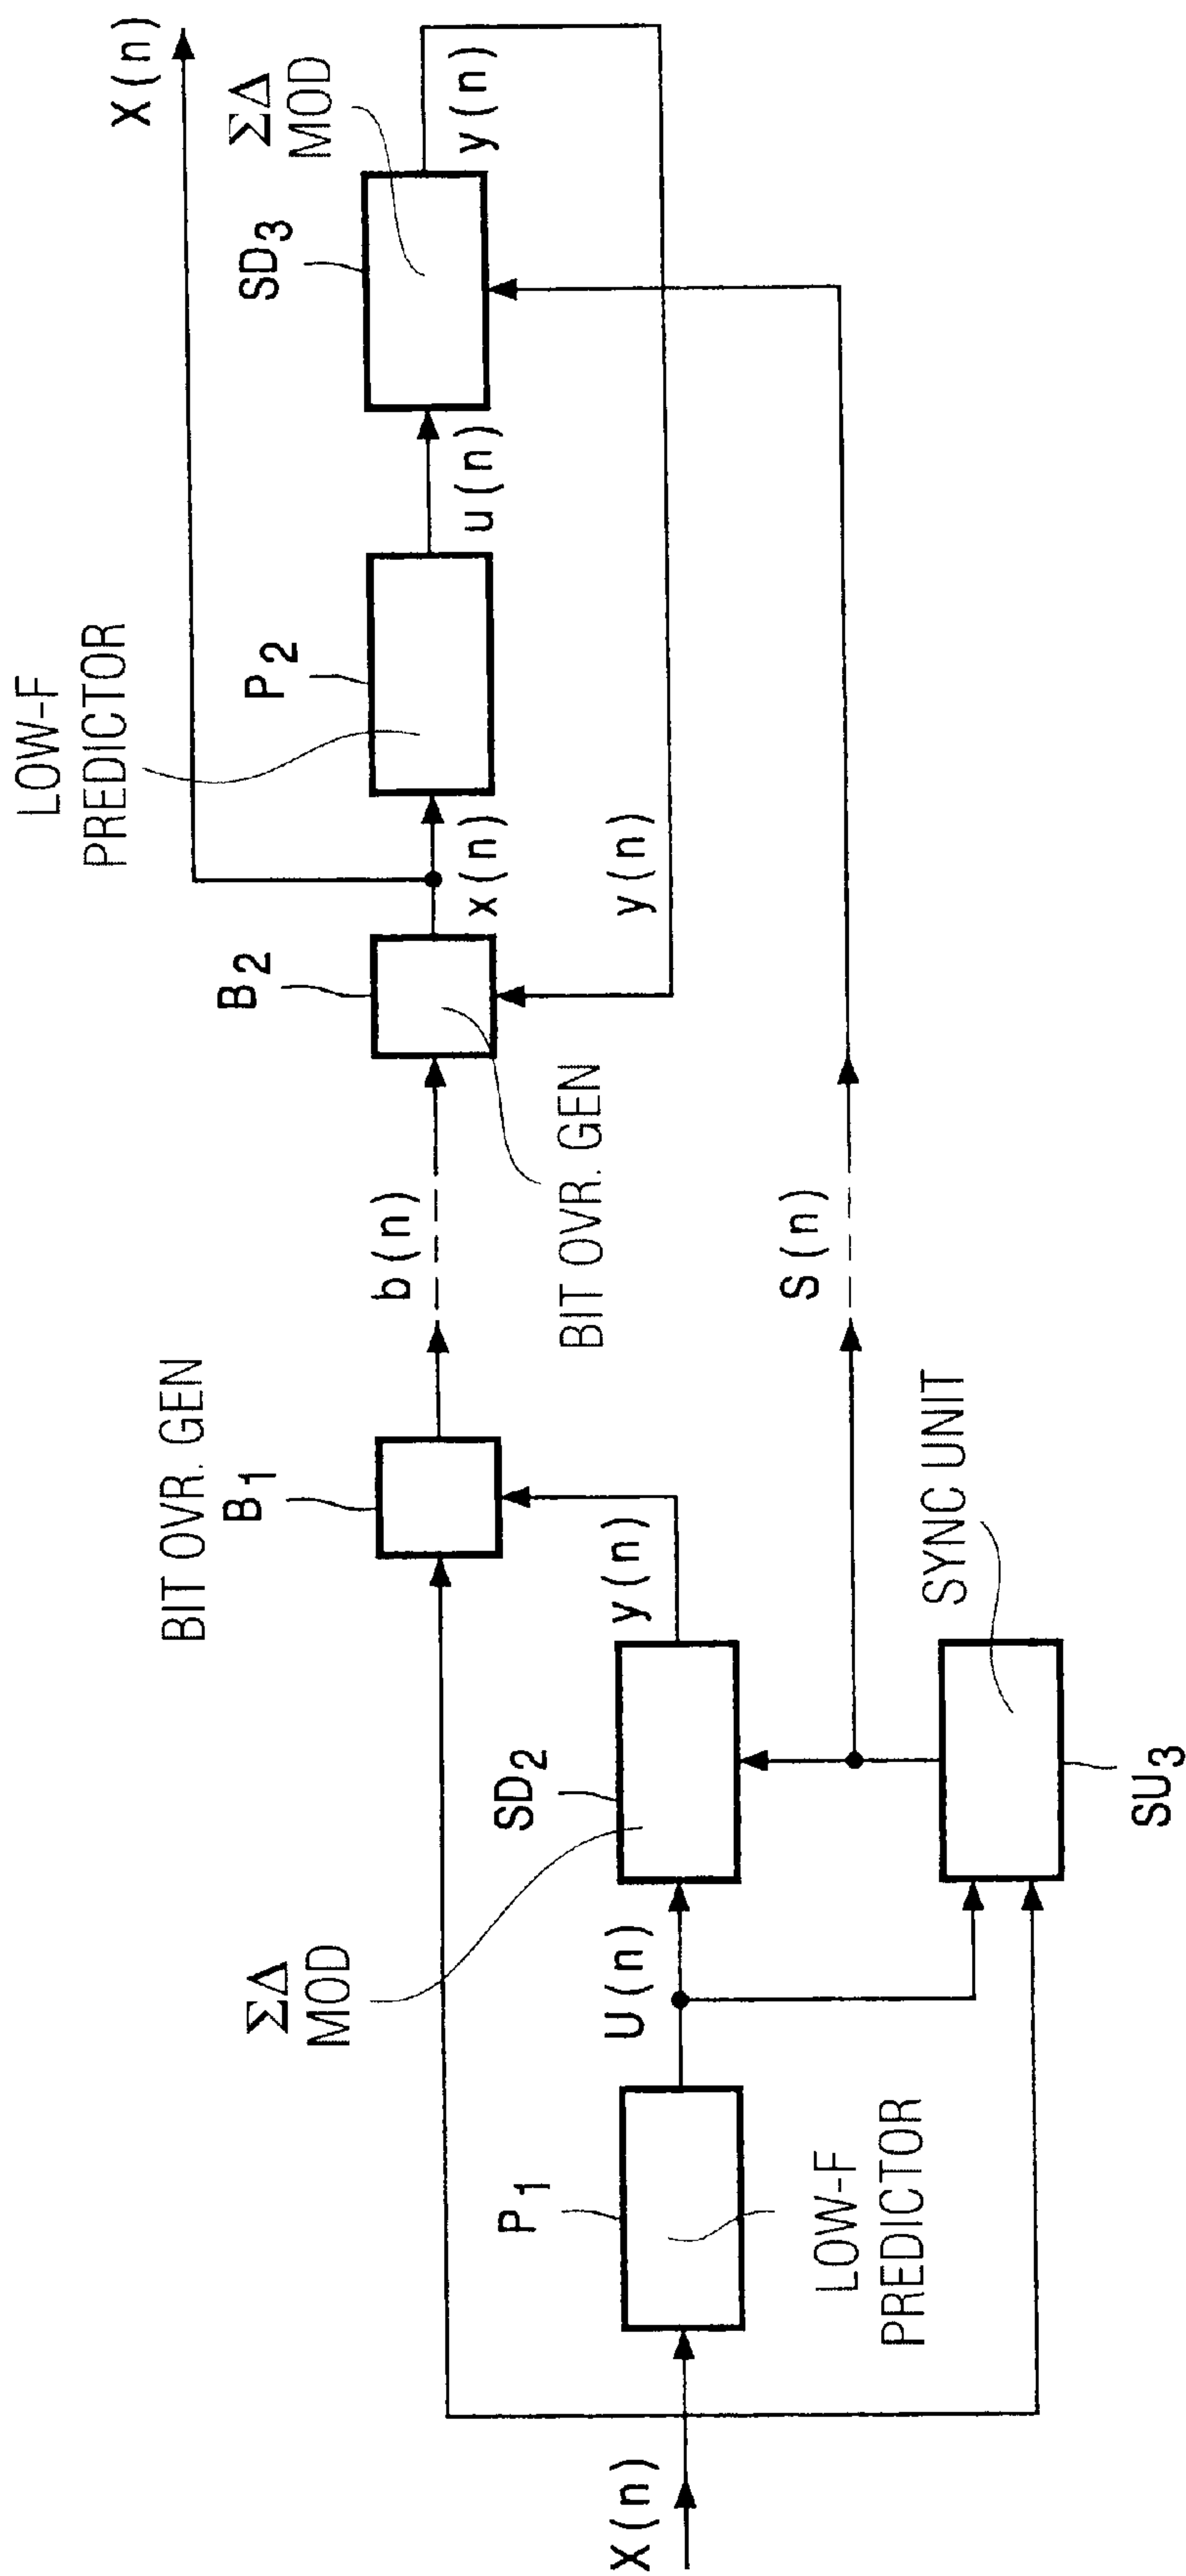 X(n)
P1
LOW-F
PREDICTOR
U(n)
ΣΔ
MOD
SD2
y(n)
SYNC UNIT
SU3
BIT OVR. GEN
B1
b(n)
S(n)
BIT OVR. GEN
B2
x(n)
y(n)
LOW-F
PREDICTOR
P2
u(n)
SD3
ΣΔ
MOD
y(n)
X(n)